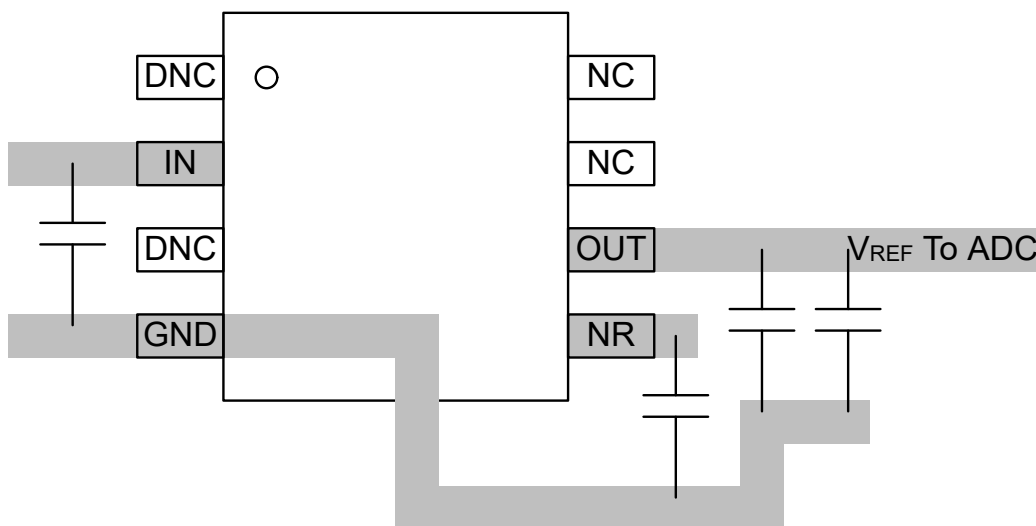 DNC
NC
IN
NC
DNC
OUT
VREF To ADC
GND
NR